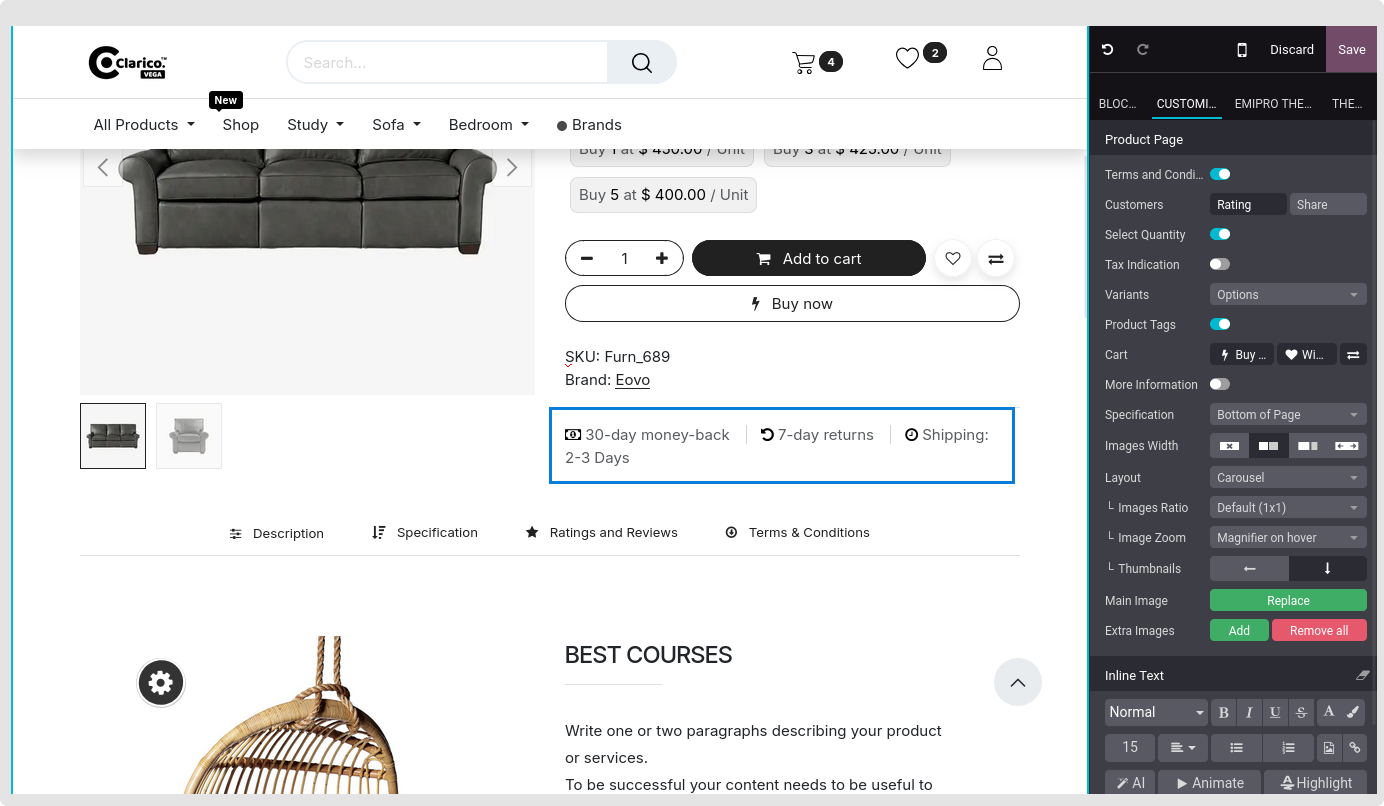 Clarico.™
VEGA
Search...
4
2
Discard
Save
New
All Products
Shop
Study
Sofa
Bedroom
Brands
BLOC...
CUSTOMI...
EMIPRO THE...
THE...
Product Page
Buy 1 at $ 450.00 / Unit
Buy 3 at $ 425.00 / Unit
Buy 5 at $ 400.00 / Unit
1
Add to cart
Buy now
SKU: Furn_689
Brand: Eovo
30-day money-back
7-day returns
Shipping:
2-3 Days
Description
Specification
Ratings and Reviews
Terms & Conditions
BEST COURSES
Write one or two paragraphs describing your product
or services.
To be successful your content needs to be useful to
Terms and Condi...
Customers
Rating
Share
Select Quantity
Tax Indication
Variants
Options
Product Tags
Cart
Buy ...
Wi...
More Information
Specification
Bottom of Page
Images Width
Layout
Carousel
└ Images Ratio
Default (1x1)
└ Image Zoom
Magnifier on hover
└ Thumbnails
Main Image
Replace
Extra Images
Add
Remove all
Inline Text
Normal
B
I
U
S
A
15
AI
Animate
Highlight